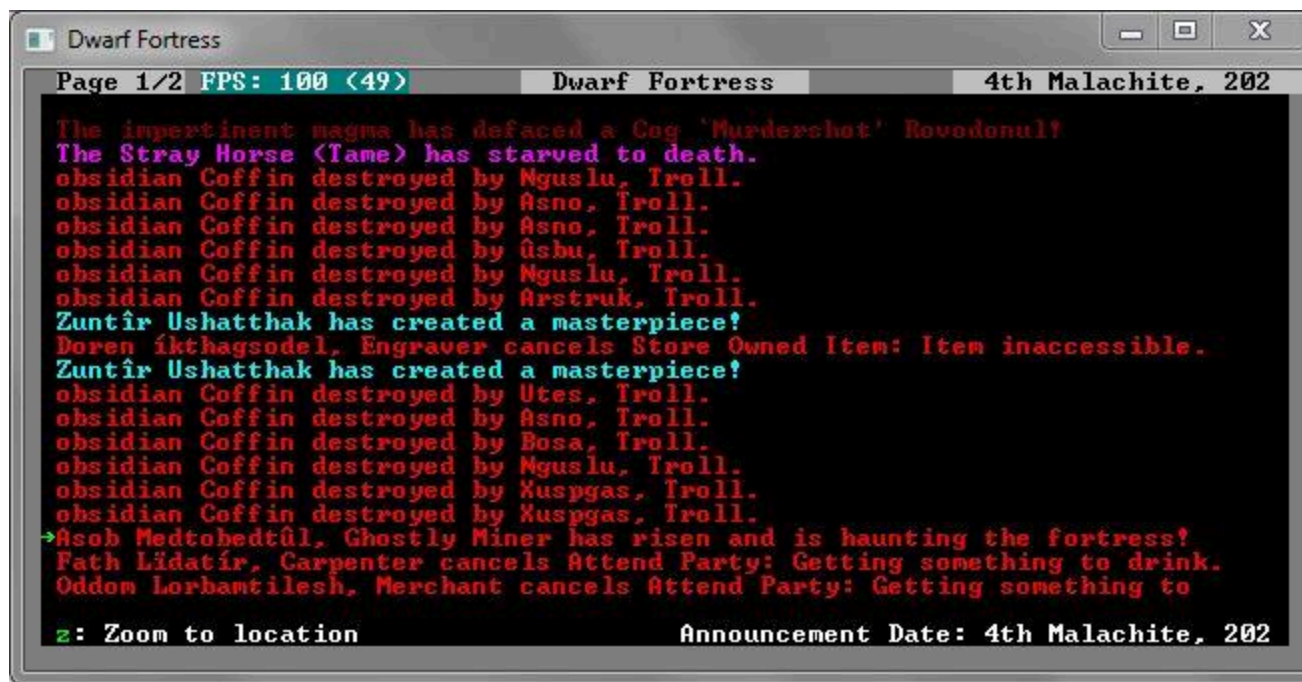 Dwarf Fortress
Page 1/2 FPS: 100 (49) Dwarf Fortress 4th Malachite, 202
The impertinent magma has defaced a Cog 'Murdershot' Rovodonul!
The Stray Horse (Tame) has starved to death.
obsidian Coffin destroyed by Nguslu, Troll.
obsidian Coffin destroyed by Asno, Troll.
obsidian Coffin destroyed by Asno, Troll.
obsidian Coffin destroyed by ûsbu, Troll.
obsidian Coffin destroyed by Nguslu, Troll.
obsidian Coffin destroyed by Arstruk, Troll.
Zuntîr Ushatthak has created a masterpiece!
Doren íkthagsodel, Engraver cancels Store Owned Item: Item inaccessible.
Zuntîr Ushatthak has created a masterpiece!
obsidian Coffin destroyed by Utes, Troll.
obsidian Coffin destroyed by Asno, Troll.
obsidian Coffin destroyed by Bosa, Troll.
obsidian Coffin destroyed by Nguslu, Troll.
obsidian Coffin destroyed by Xuspgas, Troll.
obsidian Coffin destroyed by Xuspgas, Troll.
→Asob Medtobedtûl, Ghostly Miner has risen and is haunting the fortress!
Fath Lïdatír, Carpenter cancels Attend Party: Getting something to drink.
Oddom Lorbamtilesh, Merchant cancels Attend Party: Getting something to
z: Zoom to location Announcement Date: 4th Malachite, 202